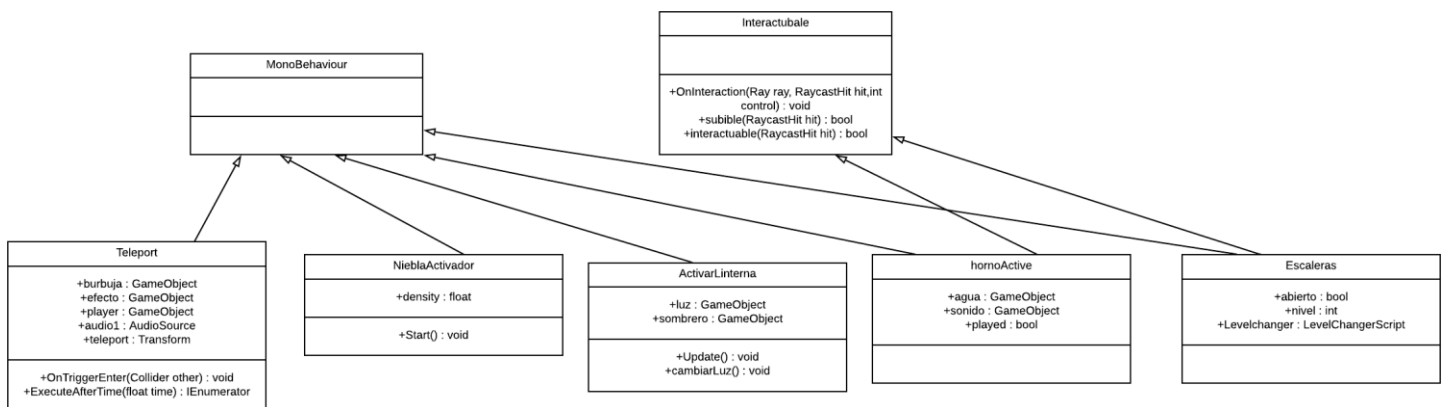 Interactubale
+OnInteraction(Ray ray, RaycastHit hit,int
control) : void
+subible(RaycastHit hit) : bool
+interactuable(RaycastHit hit) : bool
MonoBehaviour
Teleport
+burbuja : GameObject
+efecto : GameObject
+player : GameObject
+audio1 : AudioSource
+teleport : Transform
+OnTriggerEnter(Collider other) : void
+ExecuteAfterTime(float time) : IEnumerator
NieblaActivador
+density : float
+Start() : void
ActivarLinterna
+luz : GameObject
+sombrero : GameObject
+Update() : void
+cambiarLuz() : void
hornoActive
+agua : GameObject
+sonido : GameObject
+played : bool
Escaleras
+abierto : bool
+nivel : int
+Levelchanger : LevelChangerScript